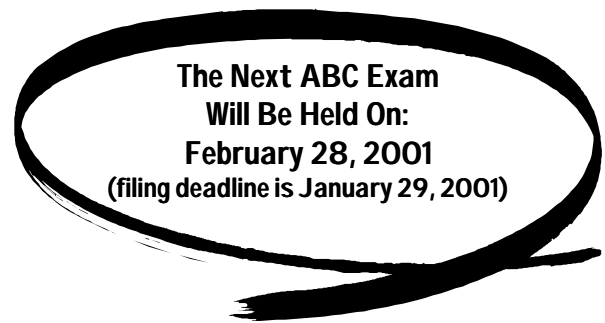 The Next ABC Exam
Will Be Held On:
February 28, 2001
(filing deadline is January 29, 2001)